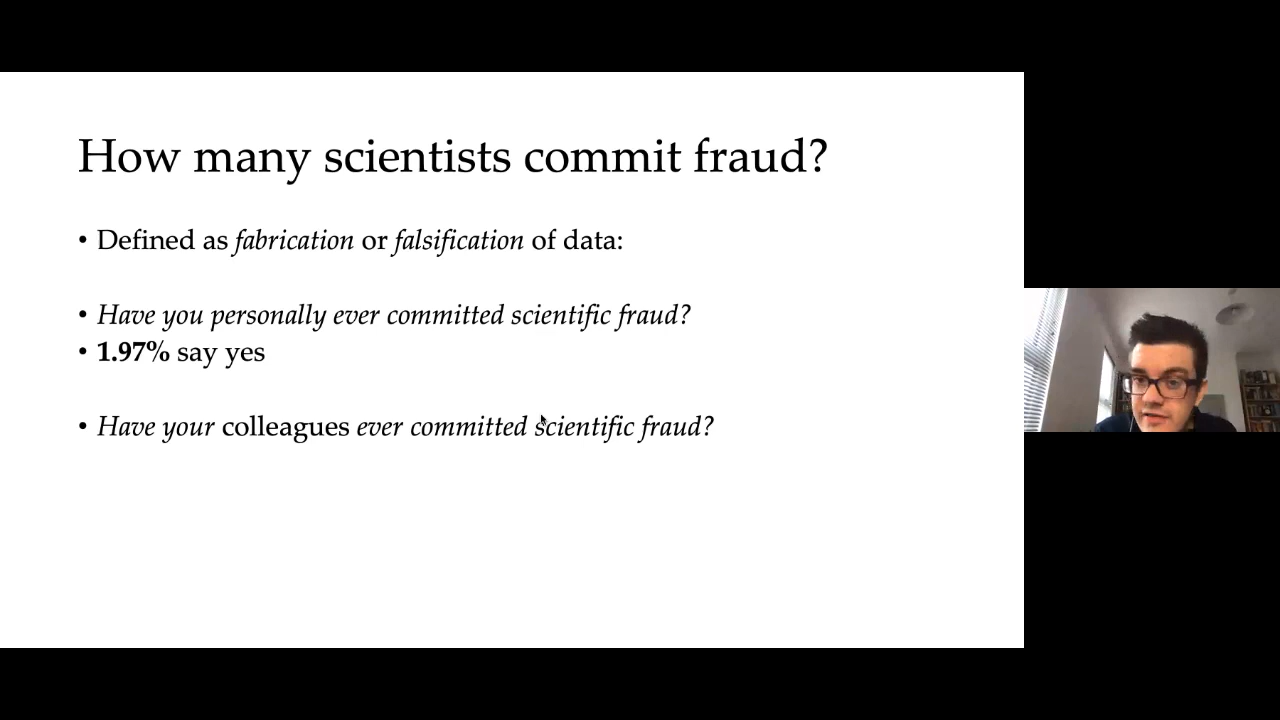 How many scientists commit fraud?
• Defined as fabrication or falsification of data:
• Have you personally ever committed scientific fraud?
• 1.97% say yes
• Have your colleagues ever committed scientific fraud?